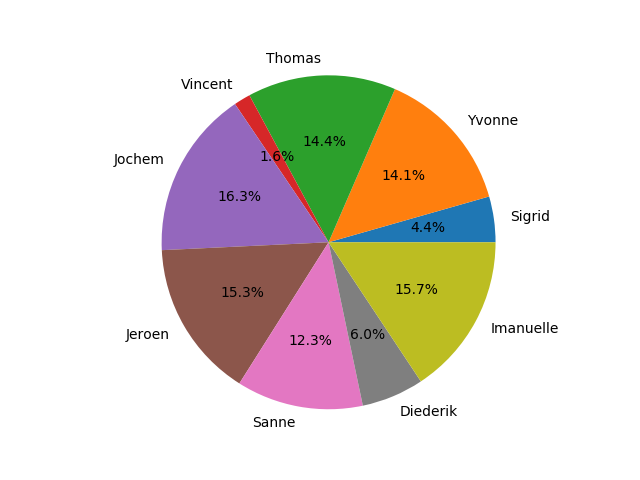 Thomas
Vincent
Yvonne
14.4%
1.6%
Jochem
14.1%
16.3%
Sigrid
4.4%
15.7%
15.3%
Imanuelle
Jeroen
6.0%
12.3%
Diederik
Sanne